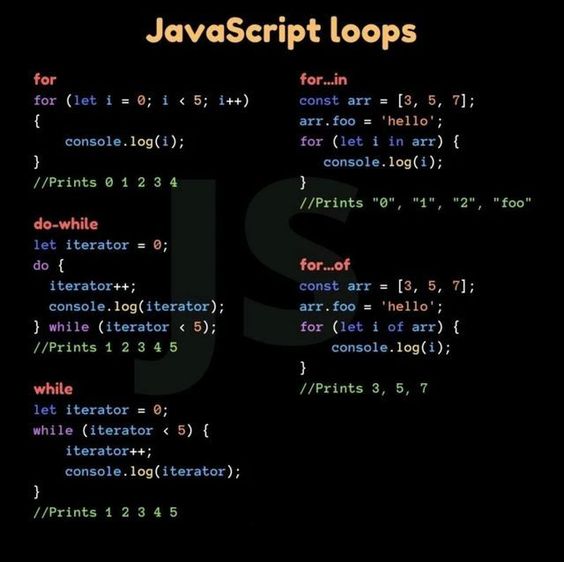 JavaScript loops
for
for (let i = 0; i < 5; i++)
{
    console.log(i);
}
//Prints 0 1 2 3 4
do-while
let iterator = 0;
do {
  iterator++;
  console.log(iterator);
} while (iterator < 5);
//Prints 1 2 3 4 5
while
let iterator = 0;
while (iterator < 5) {
    iterator++;
    console.log(iterator);
}
//Prints 1 2 3 4 5
for...in
const arr = [3, 5, 7];
arr.foo = 'hello';
for (let i in arr) {
   console.log(i);
}
//Prints "0", "1", "2", "foo"
for...of
const arr = [3, 5, 7];
arr.foo = 'hello';
for (let i of arr) {
    console.log(i);
}
//Prints 3, 5, 7
JS